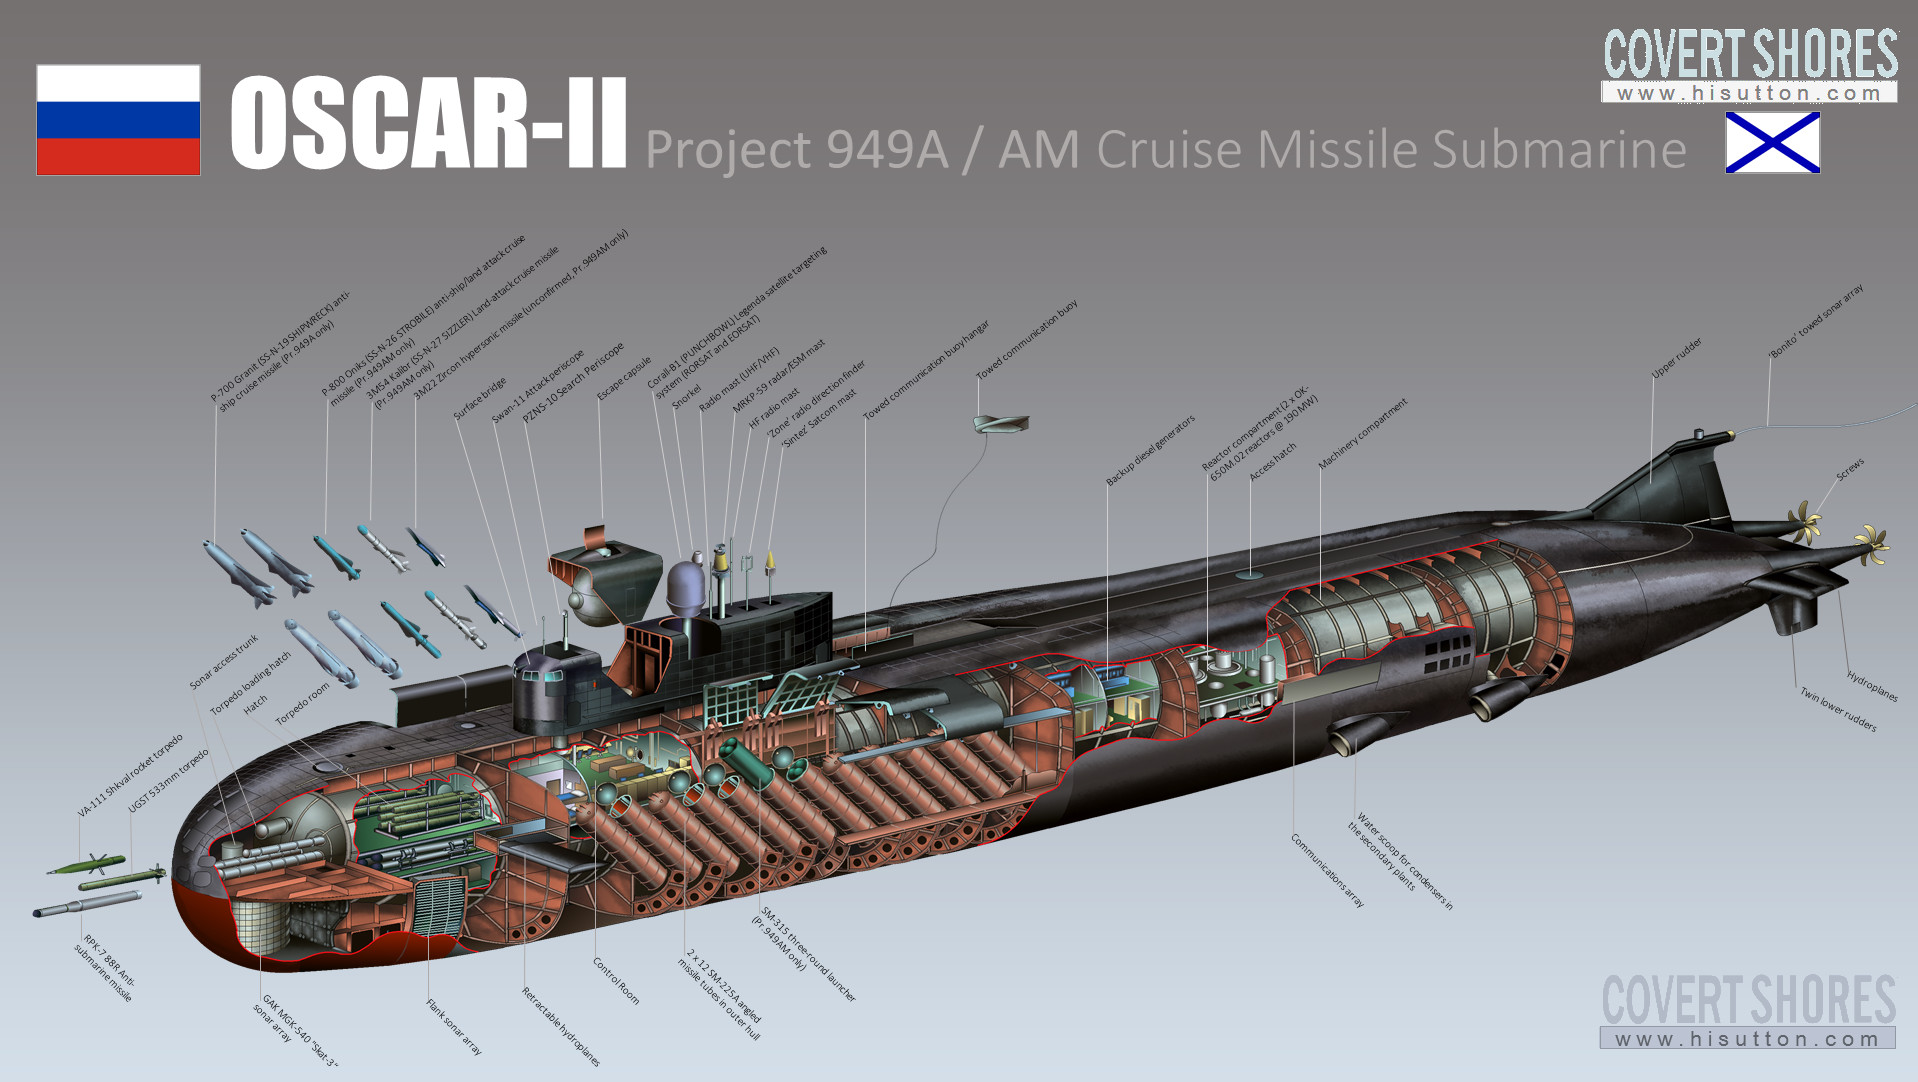 COVERT SHORES
www.hisutton.com
OSCAR-II Project 949A / AM Cruise Missile Submarine
P-700 Granit (SS-N-19 SHIPWRECK) anti-
ship cruise missile (Pr.949A only)
P-800 Oniks (SS-N-26 STROBILE) anti-ship/land attack cruise
missile (Pr.949AM only)
3M54 Kalibr (SS-N-27 SIZZLER) Land-attack cruise missile
(Pr.949AM only)
3M22 Zircon hypersonic missile (unconfirmed, Pr.949AM only)
Surface bridge
Swan-11 Attack periscope
PZNS-10 Search Periscope
Escape capsule
Corall-B1 (PUNCHBOWL) Legenda satellite targeting
system (RORSAT and EORSAT)
Snorkel
Radio mast (UHF/VHF)
MRKP-59 radar/ESM mast
HF radio mast
'Zone' radio direction finder
'Sintez' Satcom mast
Towed communication buoy hangar
Towed communication buoy
Backup diesel generators
Reactor compartment (2 x OK-
650M.02 reactors @ 190MW)
Access hatch
Machinery compartment
Upper rudder
'Bonito' towed sonar array
Screws
Sonar access trunk
Torpedo loading hatch
Hatch
Torpedo room
VA-111 Shkval rocket torpedo
UGST 533mm torpedo
RPK-7 88R Anti-
submarine missile
GAK MGK-540 "Skat-3"
sonar array
Flank sonar array
Retractable hydroplanes
Control Room
2 x 12 SM-225A angled
missile tubes in outer hull
SM-315 three-round launcher
(Pr.949AM only)
Communications array
Water scoop for condensers in
the secondary plants
Twin lower rudders
Hydroplanes
COVERT SHORES
www.hisutton.com